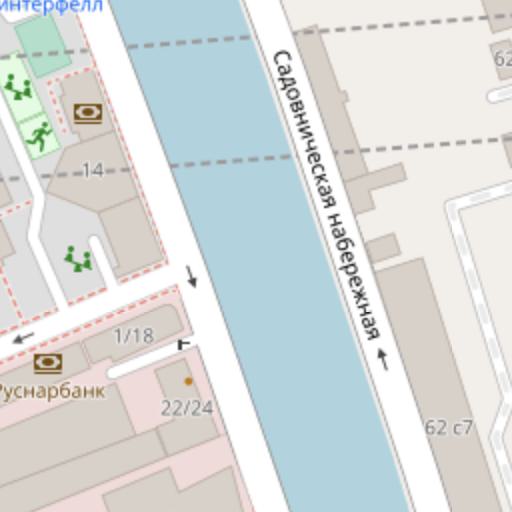 интерфелл
62
Садовническая набережная
14
1/18
Руснарбанк
22/24
62 с7